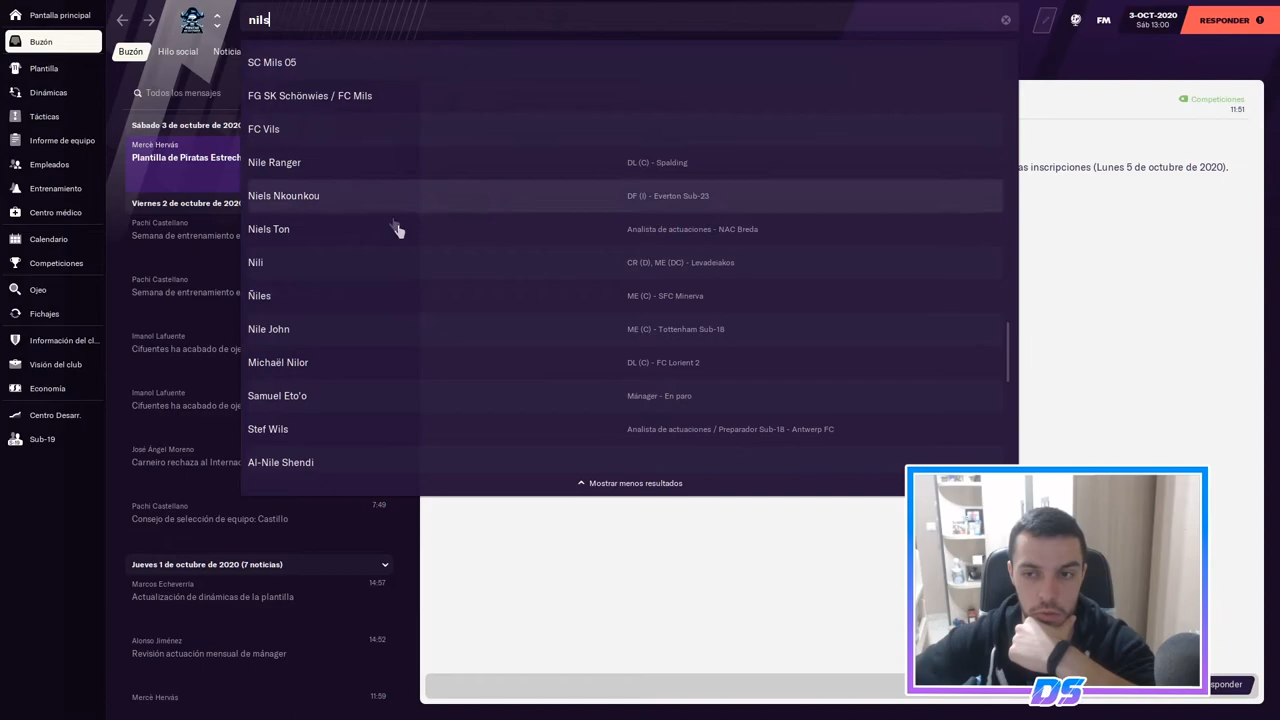 Pantalla principal
Buzón
Plantilla
Dinámicas
Tácticas
Informe de equipo
Empleados
Entrenamiento
Centro médico
Calendario
Competiciones
Ojeo
Fichajes
Información del cl...
Visión del club
Economía
Centro Desarr.
Sub-19
nils
FM
3-OCT-2020
Sáb 13:00
RESPONDER
Buzón
Hilo social
Noticia
Todos los mensajes
Sábado 3 de octubre de 2020
Mercè Hervás
Plantilla de Piratas Estrech
Viernes 2 de octubre de 202
Pachi Castellano
Semana de entrenamiento e
Pachi Castellano
Semana de entrenamiento e
Imanol Lafuente
Cifuentes ha acabado de oje
Imanol Lafuente
Cifuentes ha acabado de oje
José Ángel Moreno
Carneiro rechaza al Internac
Pachi Castellano 7:49
Consejo de selección de equipo: Castillo
Jueves 1 de octubre de 2020 (7 noticias)
Marcos Echeverría 14:57
Actualización de dinámicas de la plantilla
Alonso Jiménez 14:52
Revisión actuación mensual de mánager
Mercè Hervás 11:59
SC Mils 05
FG SK Schönwies / FC Mils
FC Vils
Nile Ranger DL (C) - Spalding
Niels Nkounkou DF (I) - Everton Sub-23
Niels Ton Analista de actuaciones - NAC Breda
Nili CR (D), ME (DC) - Levadeiakos
Ñiles ME (C) - SFC Minerva
Nile John ME (C) - Tottenham Sub-18
Michaël Nilor DL (C) - FC Lorient 2
Samuel Eto'o Mánager - En paro
Stef Wils Analista de actuaciones / Preparador Sub-18 - Antwerp FC
Al-Nile Shendi
Mostrar menos resultados
Competiciones
11:51
as inscripciones (Lunes 5 de octubre de 2020).
sponder
DS